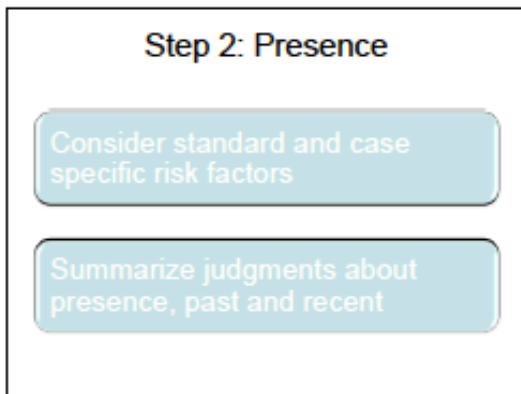 Step 2: Presence
Consider standard and case
specific risk factors
Summarize judgments about
presence, past and recent